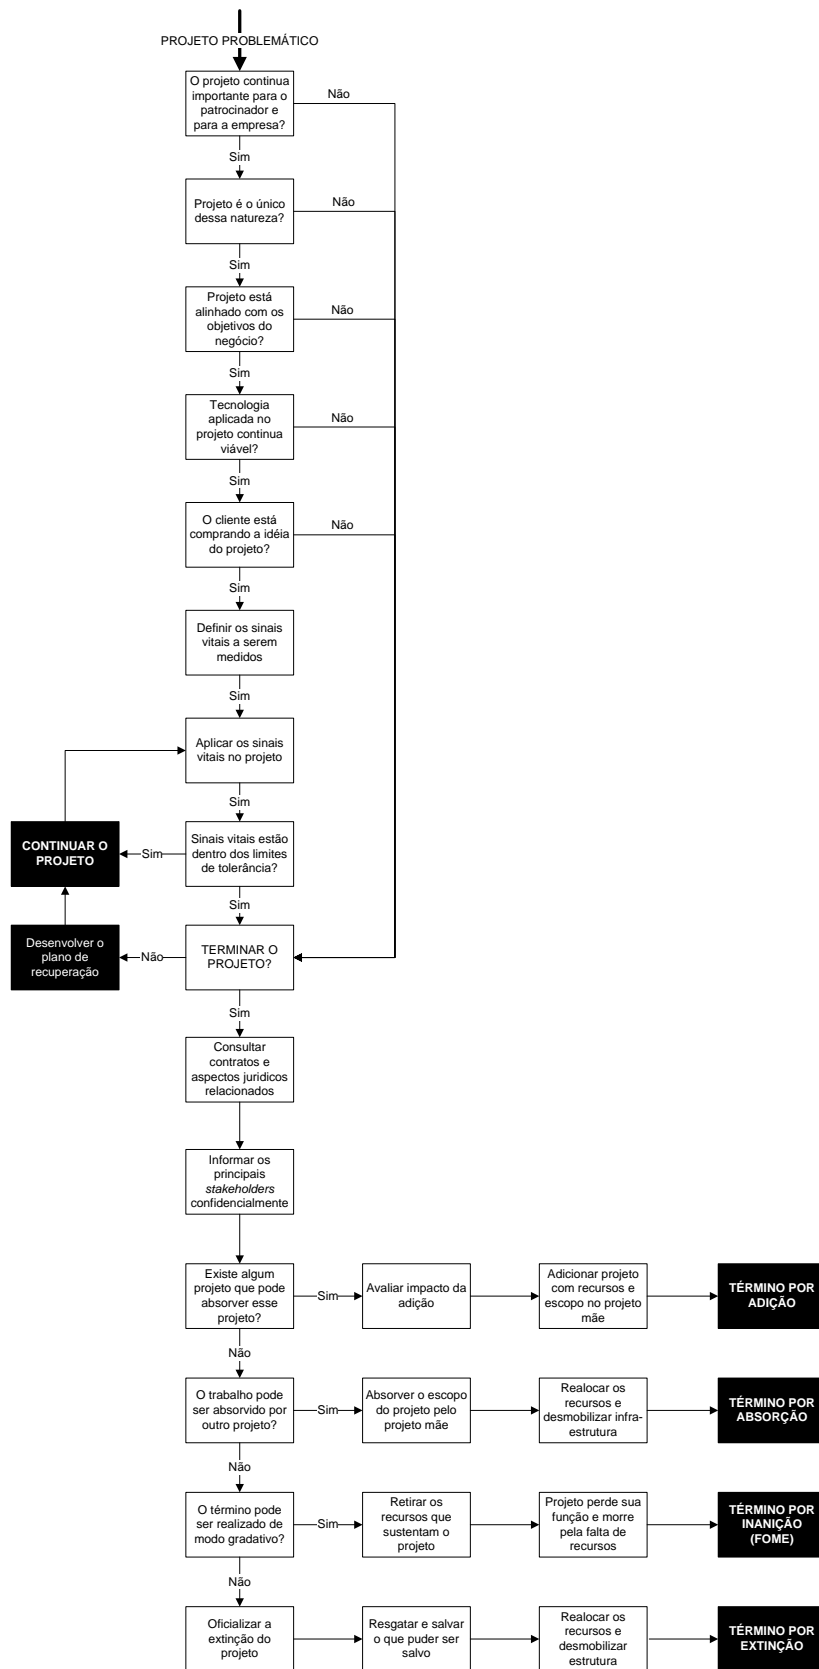 PROJETO PROBLEMÁTICO
O projeto continua
importante para o
patrocinador e
para a empresa?
Não
Sim
Projeto é o único
dessa natureza?
Não
Sim
Projeto está
alinhado com os
objetivos do
negócio?
Não
Sim
Tecnologia
aplicada no
projeto continua
viável?
Não
Sim
O cliente está
comprando a idéia
do projeto?
Não
Sim
Definir os sinais
vitais a serem
medidos
Sim
Aplicar os sinais
vitais no projeto
Sim
CONTINUAR O
PROJETO
Sim
Sinais vitais estão
dentro dos limites
de tolerância?
Sim
Desenvolver o
plano de
recuperação
Não
TERMINAR O
PROJETO?
Sim
Consultar
contratos e
aspectos juridicos
relacionados
Informar os
principais
stakeholders
confidencialmente
Existe algum
projeto que pode
absorver esse
projeto?
Sim
Avaliar impacto da
adição
Adicionar projeto
com recursos e
escopo no projeto
mãe
TÉRMINO POR
ADIÇÃO
Não
O trabalho pode
ser absorvido por
outro projeto?
Sim
Absorver o escopo
do projeto pelo
projeto mãe
Realocar os
recursos e
desmobilizar infra-
estrutura
TÉRMINO POR
ABSORÇÃO
Não
O término pode
ser realizado de
modo gradativo?
Sim
Retirar os
recursos que
sustentam o
projeto
Projeto perde sua
função e morre
pela falta de
recursos
TÉRMINO POR
INANIÇÃO
(FOME)
Não
Oficializar a
extinção do
projeto
Resgatar e salvar
o que puder ser
salvo
Realocar os
recursos e
desmobilizar
estrutura
TÉRMINO POR
EXTINÇÃO